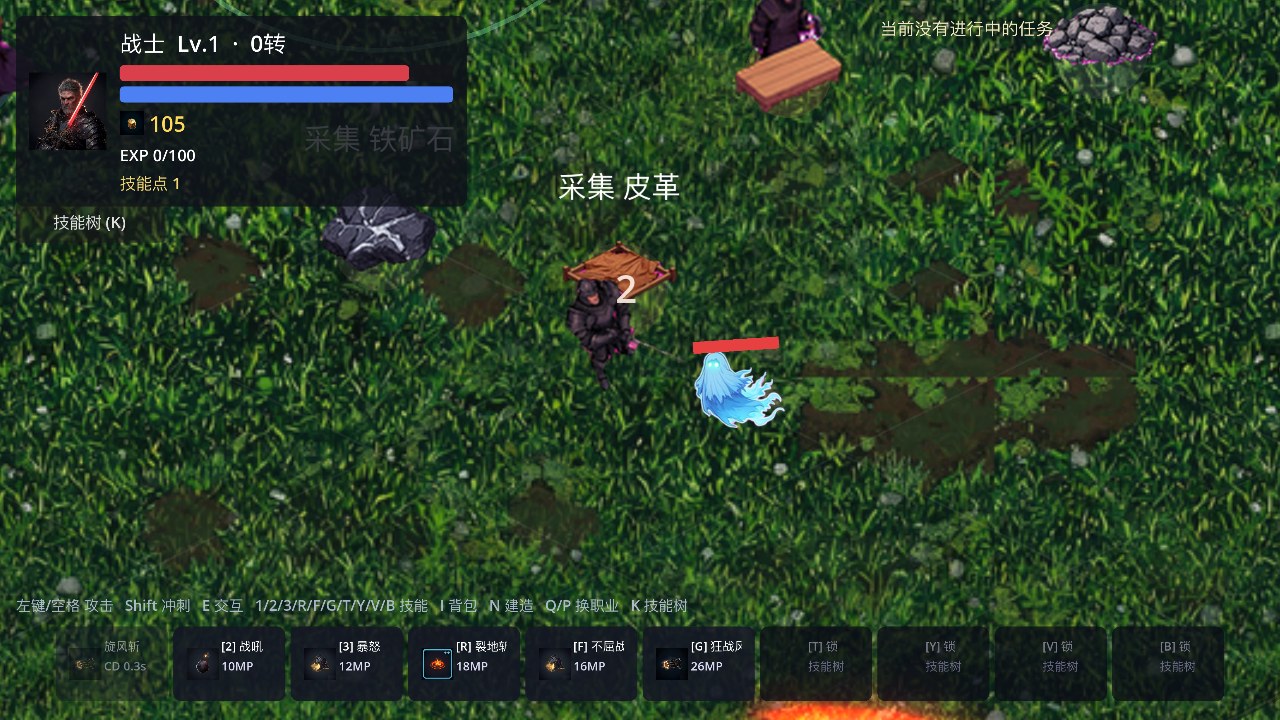 战士 Lv.1 · 0转
105
EXP 0/100
技能点 1
技能树 (K)
采集 铁矿石
当前没有进行中的任务
采集 皮革
2
左键/空格 攻击 Shift 冲刺 E 交互 1/2/3/R/F/G/T/Y/V/B 技能 I 背包 N 建造 Q/P 换职业 K 技能树
旋风斩
CD 0.3s
[2] 战吼
10MP
[3] 暴怒
12MP
[R] 裂地
18MP
[F] 不屈
16MP
[G] 狂战
26MP
[T] 锁
技能树
[Y] 锁
技能树
[V] 锁
技能树
[B] 锁
技能树